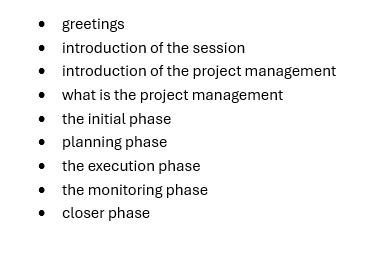 • greetings
• introduction of the session
• introduction of the project management
• what is the project management
• the initial phase
• planning phase
• the execution phase
• the monitoring phase
• closer phase